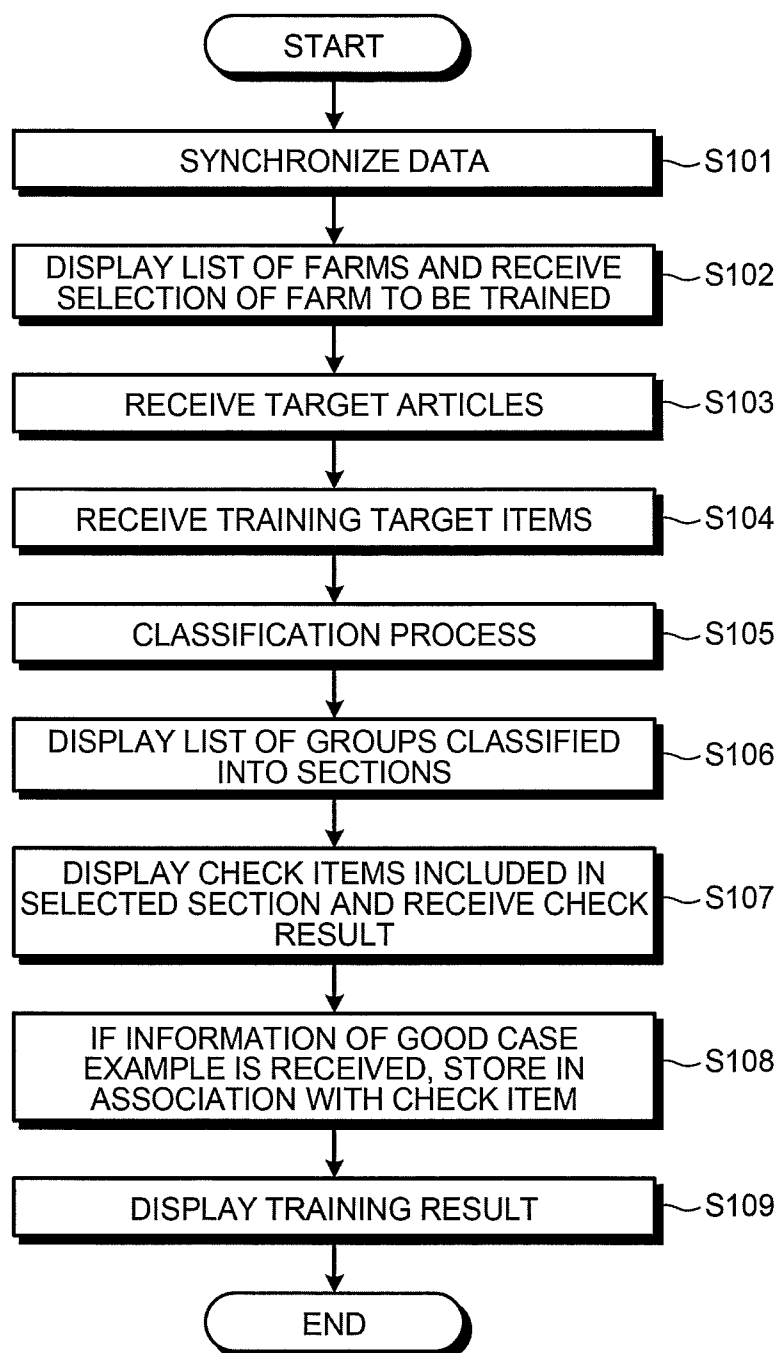 START
SYNCHRONIZE DATA
S101
DISPLAY LIST OF FARMS AND RECEIVE
SELECTION OF FARM TO BE TRAINED
S102
RECEIVE TARGET ARTICLES
S103
RECEIVE TRAINING TARGET ITEMS
S104
CLASSIFICATION PROCESS
S105
DISPLAY LIST OF GROUPS CLASSIFIED
INTO SECTIONS
S106
DISPLAY CHECK ITEMS INCLUDED IN
SELECTED SECTION AND RECEIVE CHECK
RESULT
S107
IF INFORMATION OF GOOD CASE
EXAMPLE IS RECEIVED, STORE IN
ASSOCIATION WITH CHECK ITEM
S108
DISPLAY TRAINING RESULT
S109
END